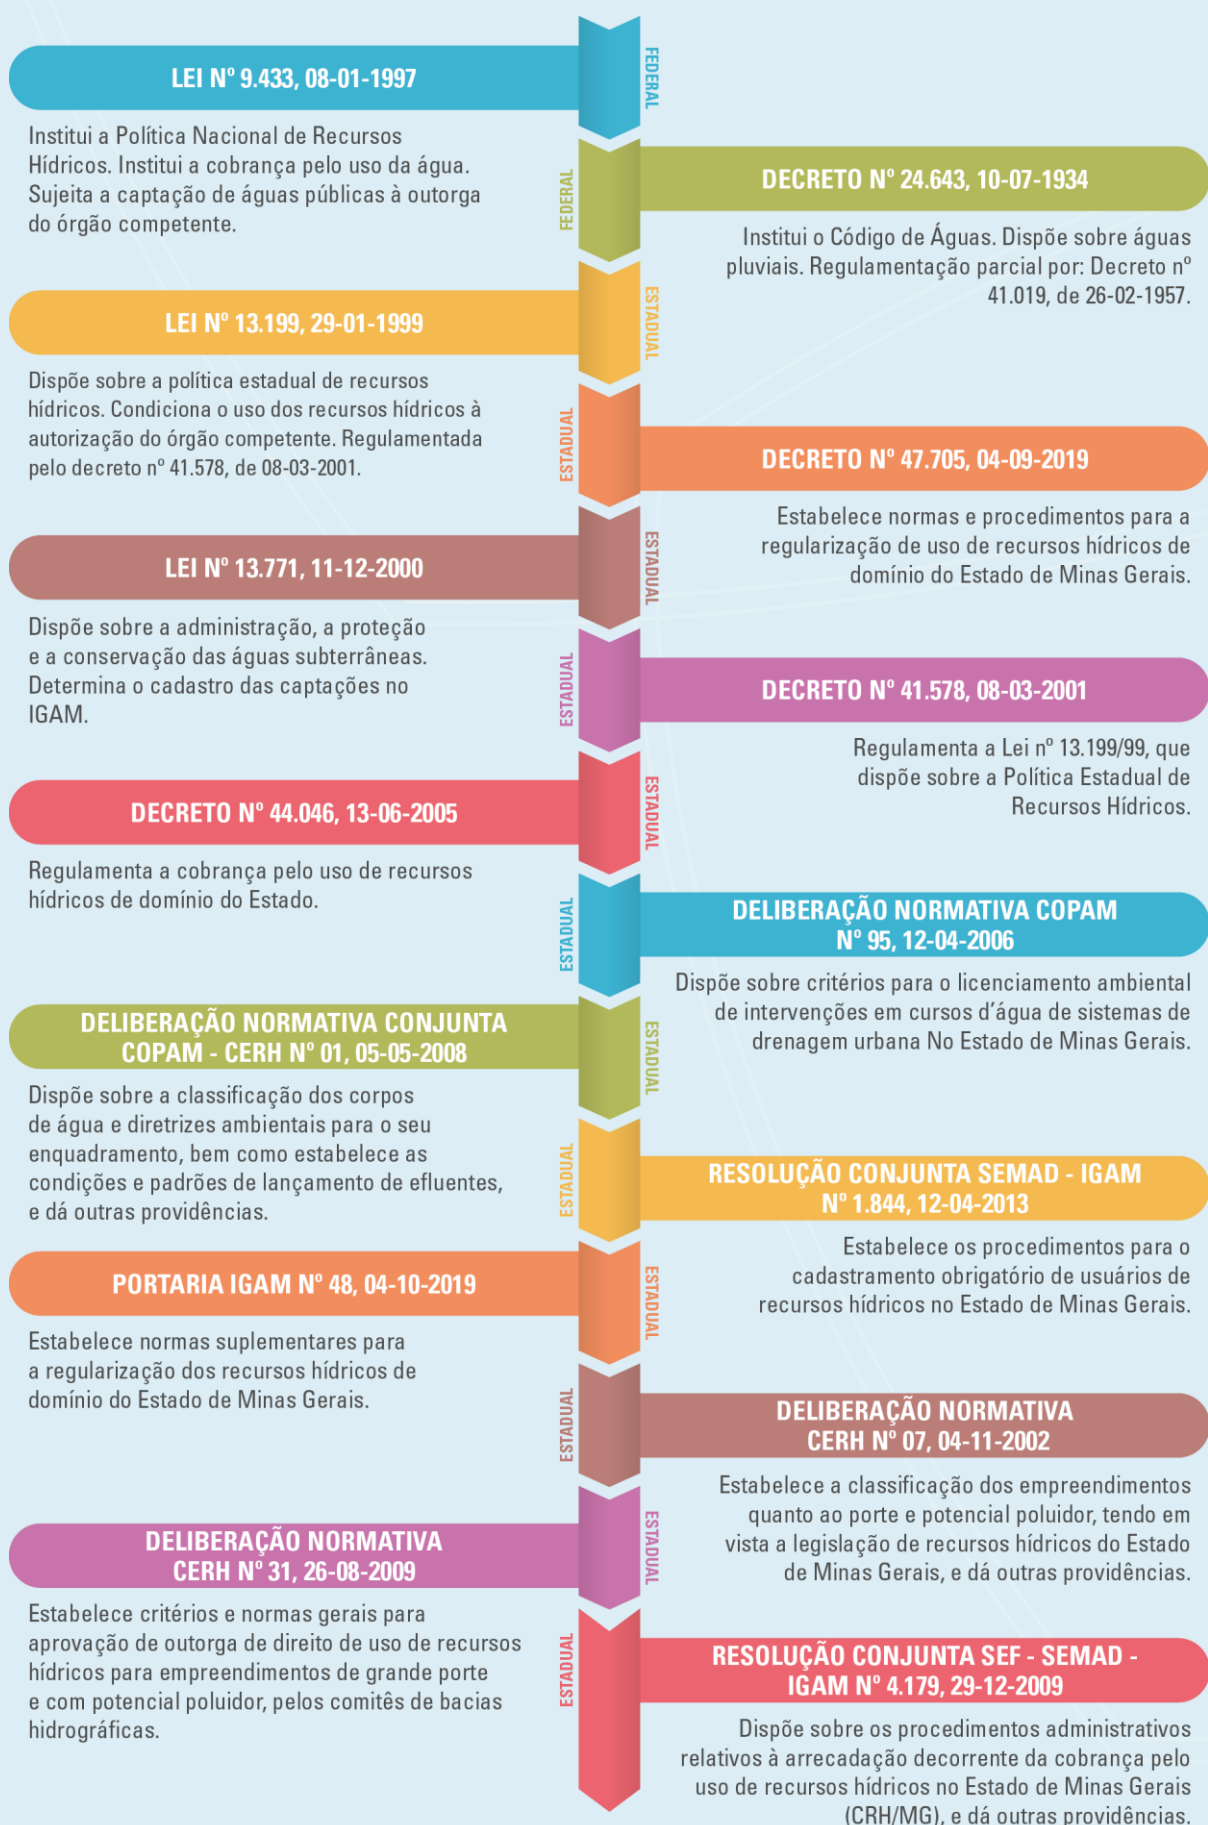 FEDERAL
LEI Nº 9.433, 08-01-1997
Institui a Política Nacional de Recursos
Hídricos. Institui a cobrança pelo uso da água.
Sujeita a captação de águas públicas à outorga
do órgão competente.
FEDERAL
DECRETO Nº 24.643, 10-07-1934
Institui o Código de Águas. Dispõe sobre águas
pluviais. Regulamentação parcial por: Decreto nº
41.019, de 26-02-1957.
ESTADUAL
LEI Nº 13.199, 29-01-1999
Dispõe sobre a política estadual de recursos
hídricos. Condiciona o uso dos recursos hídricos à
autorização do órgão competente. Regulamentada
pelo decreto nº 41.578, de 08-03-2001.
ESTADUAL
DECRETO Nº 47.705, 04-09-2019
Estabelece normas e procedimentos para a
regularização de uso de recursos hídricos de
domínio do Estado de Minas Gerais.
ESTADUAL
LEI Nº 13.771, 11-12-2000
Dispõe sobre a administração, a proteção
e a conservação das águas subterrâneas.
Determina o cadastro das captações no
IGAM.
ESTADUAL
DECRETO Nº 41.578, 08-03-2001
Regulamenta a Lei nº 13.199/99, que
dispõe sobre a Política Estadual de
Recursos Hídricos.
ESTADUAL
DECRETO Nº 44.046, 13-06-2005
Regulamenta a cobrança pelo uso de recursos
hídricos de domínio do Estado.
ESTADUAL
DELIBERAÇÃO NORMATIVA COPAM
Nº 95, 12-04-2006
Dispõe sobre critérios para o licenciamento ambiental
de intervenções em cursos d'água de sistemas de
drenagem urbana No Estado de Minas Gerais.
ESTADUAL
DELIBERAÇÃO NORMATIVA CONJUNTA
COPAM - CERH Nº 01, 05-05-2008
Dispõe sobre a classificação dos corpos
de água e diretrizes ambientais para o seu
enquadramento, bem como estabelece as
condições e padrões de lançamento de efluentes,
e dá outras providências.
ESTADUAL
RESOLUÇÃO CONJUNTA SEMAD - IGAM
Nº 1.844, 12-04-2013
Estabelece os procedimentos para o
cadastramento obrigatório de usuários de
recursos hídricos no Estado de Minas Gerais.
ESTADUAL
PORTARIA IGAM Nº 48, 04-10-2019
Estabelece normas suplementares para
a regularização dos recursos hídricos de
domínio do Estado de Minas Gerais.
ESTADUAL
DELIBERAÇÃO NORMATIVA
CERH Nº 07, 04-11-2002
Estabelece a classificação dos empreendimentos
quanto ao porte e potencial poluidor, tendo em
vista a legislação de recursos hídricos do Estado
de Minas Gerais, e dá outras providências.
ESTADUAL
DELIBERAÇÃO NORMATIVA
CERH Nº 31, 26-08-2009
Estabelece critérios e normas gerais para
aprovação de outorga de direito de uso de recursos
hídricos para empreendimentos de grande porte
e com potencial poluidor, pelos comitês de bacias
hidrográficas.
ESTADUAL
RESOLUÇÃO CONJUNTA SEF - SEMAD -
IGAM Nº 4.179, 29-12-2009
Dispõe sobre os procedimentos administrativos
relativos à arrecadação decorrente da cobrança pelo
uso de recursos hídricos no Estado de Minas Gerais
(CRH/MG), e dá outras providências.